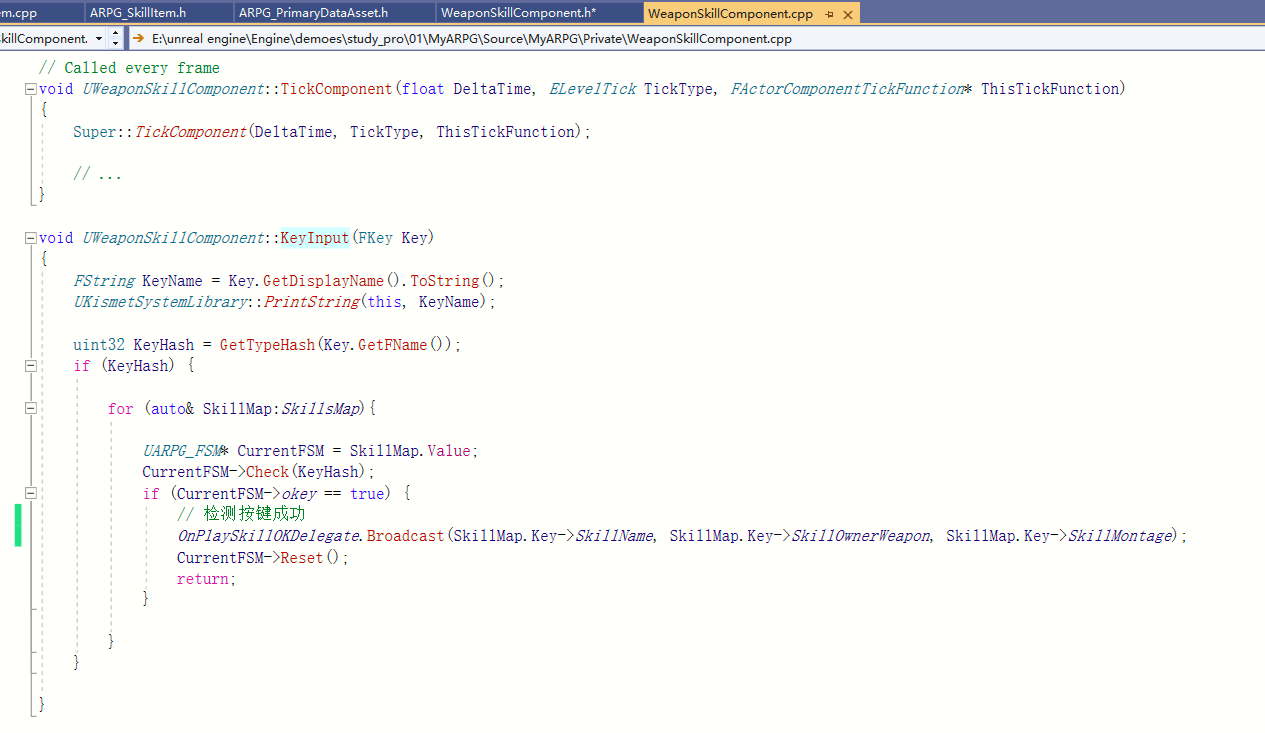 em.cpp ARPG_SkillItem.h ARPG_PrimaryDataAsset.h WeaponSkillComponent.h* WeaponSkillComponent.cpp
skillComponent. E:\unreal engine\Engine\demoes\study_pro\01\MyARPG\Source\MyARPG\Private\WeaponSkillComponent.cpp
// Called every frame
void UWeaponSkillComponent::TickComponent(float DeltaTime, ELevelTick TickType, FActorComponentTickFunction* ThisTickFunction)
{
Super::TickComponent(DeltaTime, TickType, ThisTickFunction);
// ...
}
void UWeaponSkillComponent::KeyInput(FKey Key)
{
FString KeyName = Key.GetDisplayName().ToString();
UKismetSystemLibrary::PrintString(this, KeyName);
uint32 KeyHash = GetTypeHash(Key.GetFName());
if (KeyHash) {
for (auto& SkillMap:SkillsMap){
UARPG_FSM* CurrentFSM = SkillMap.Value;
CurrentFSM->Check(KeyHash);
if (CurrentFSM->okey == true) {
// 检测按键成功
OnPlaySkillOKDelegate.Broadcast(SkillMap.Key->SkillName, SkillMap.Key->SkillOwnerWeapon, SkillMap.Key->SkillMontage);
CurrentFSM->Reset();
return;
}
}
}
}